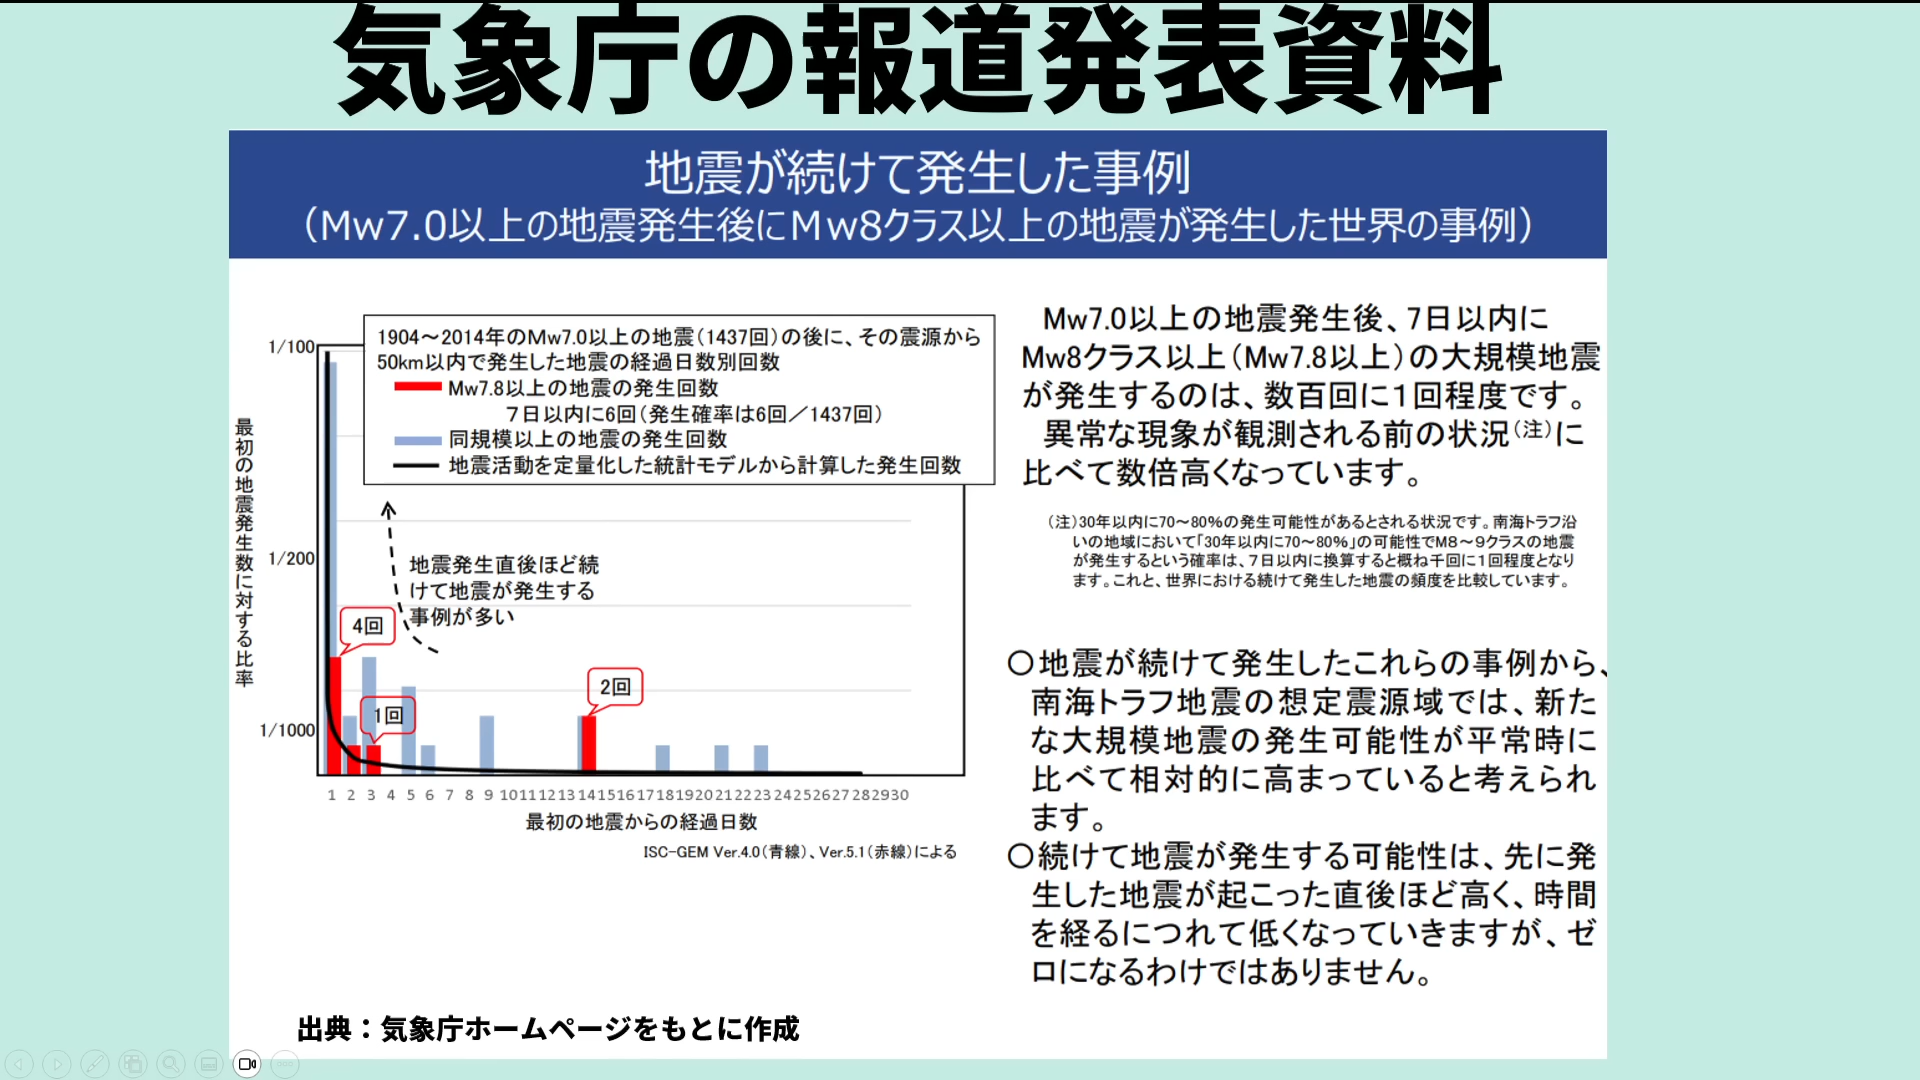 気象庁の報道発表資料
地震が続けて発生した事例
（Mw7.0以上の地震発生後にMw8クラス以上の地震が発生した世界の事例）
1904～2014年のMw7.0以上の地震（1437回）の後に、その震源から
50km以内で発生した地震の経過日数別回数
Mw7.8以上の地震の発生回数
7日以内に6回（発生確率は6回／1437回）
同規模以上の地震の発生回数
地震活動を定量化した統計モデルから計算した発生回数
最初の地震発生数に対する比率
1/100
1/200
1/1000
地震発生直後ほど続
けて地震が発生する
事例が多い
4回
1回
2回
1 2 3 4 5 6 7 8 9 10 11 12 13 14 15 16 17 18 19 20 21 22 23 24 25 26 27 28 29 30
最初の地震からの経過日数
ISC-GEM Ver.4.0（青線）、Ver.5.1（赤線）による
Mw7.0以上の地震発生後、7日以内に
Mw8クラス以上（Mw7.8以上）の大規模地震
が発生するのは、数百回に1回程度です。
異常な現象が観測される前の状況（注）に
比べて数倍高くなっています。
（注）30年以内に70～80%の発生可能性があるとされる状況です。南海トラフ沿
いの地域において「30年以内に70～80%」の可能性でM8～9クラスの地震
が発生するという確率は、7日以内に換算すると概ね千回に1回程度となり
ます。これと、世界における続けて発生した地震の頻度を比較しています。
○地震が続けて発生したこれらの事例から、
南海トラフ地震の想定震源域では、新た
な大規模地震の発生可能性が平常時に
比べて相対的に高まっていると考えられ
ます。
○続けて地震が発生する可能性は、先に発
生した地震が起こった直後ほど高く、時間
を経るにつれて低くなっていきますが、ゼ
ロになるわけではありません。
出典：気象庁ホームページをもとに作成